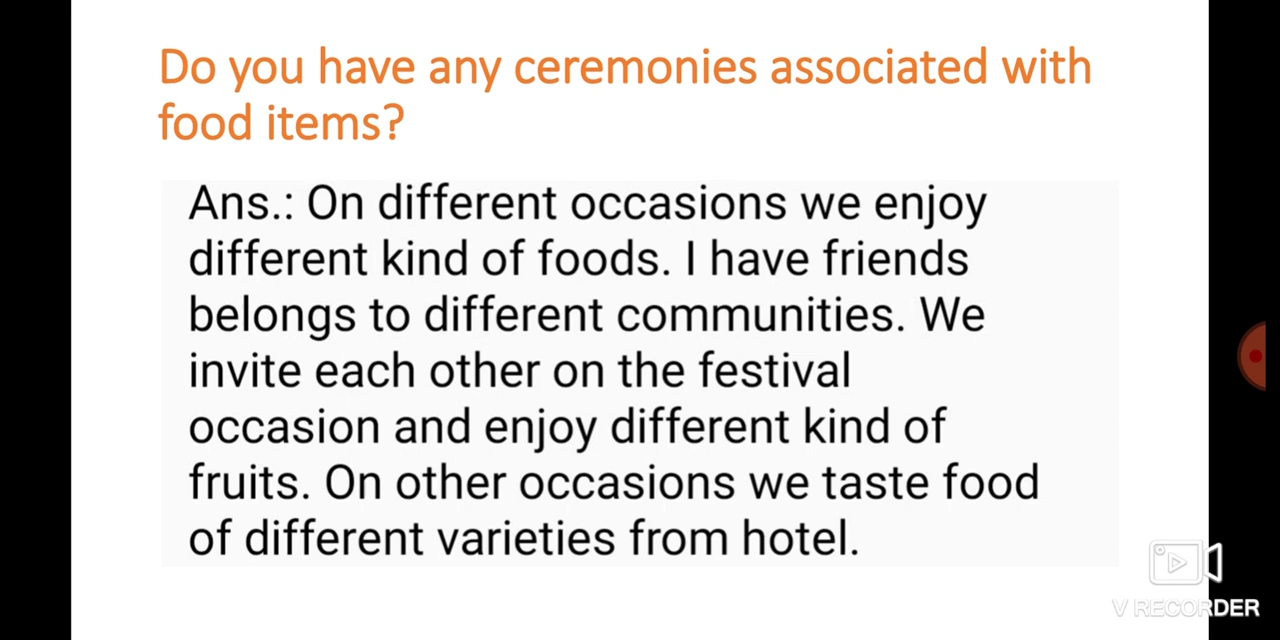 Do you have any ceremonies associated with
food items?
Ans.: On different occasions we enjoy
different kind of foods. I have friends
belongs to different communities. We
invite each other on the festival
occasion and enjoy different kind of
fruits. On other occasions we taste food
of different varieties from hotel.
V RECORDER